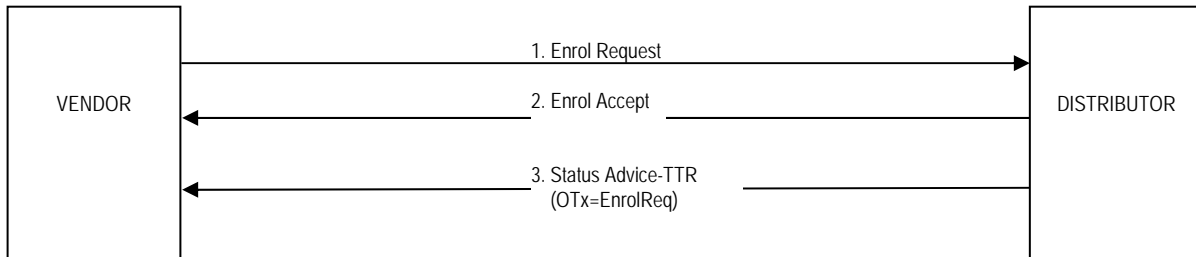 1. Enrol Request
VENDOR
2. Enrol Accept
DISTRIBUTOR
3. Status Advice-TTR
(OTx=EnrolReq)